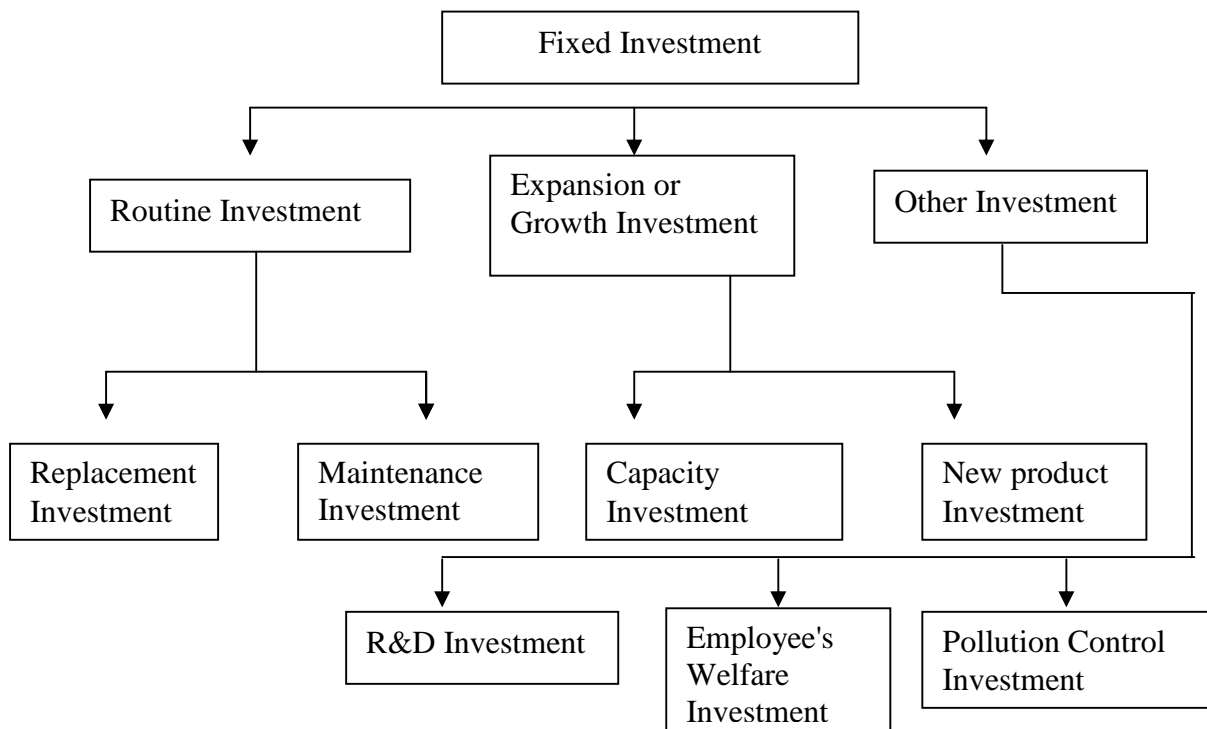 Fixed Investment
Routine Investment
Expansion or
Growth Investment
Other Investment
Replacement
Investment
Maintenance
Investment
Capacity
Investment
New product
Investment
R&D Investment
Employee's
Welfare
Investment
Pollution Control
Investment